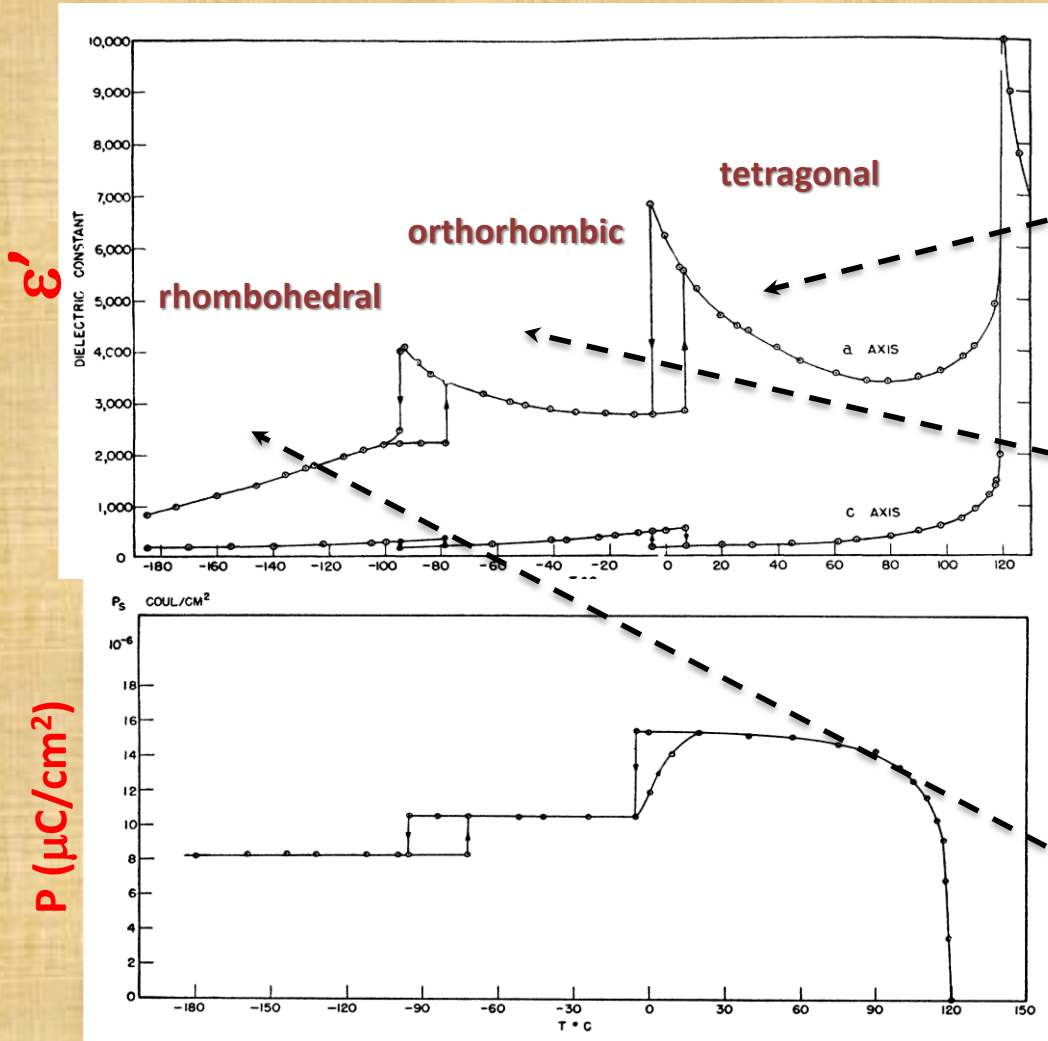 10,000
9,000
8,000
7,000
6,000
5,000
4,000
3,000
2,000
1,000
0
DIELECTRIC CONSTANT
ε′
tetragonal
orthorhombic
rhombohedral
a AXIS
C AXIS
-180 -160 -140 -120 -100 -80 -60 -40 -20 0 20 40 60 80 100 120
P_S COUL/CM²
10⁻⁶
18
16
14
12
10
8
6
4
2
0
P (μC/cm²)
-180 -150 -120 -90 -60 -30 0 30 60 90 120 150
T °C